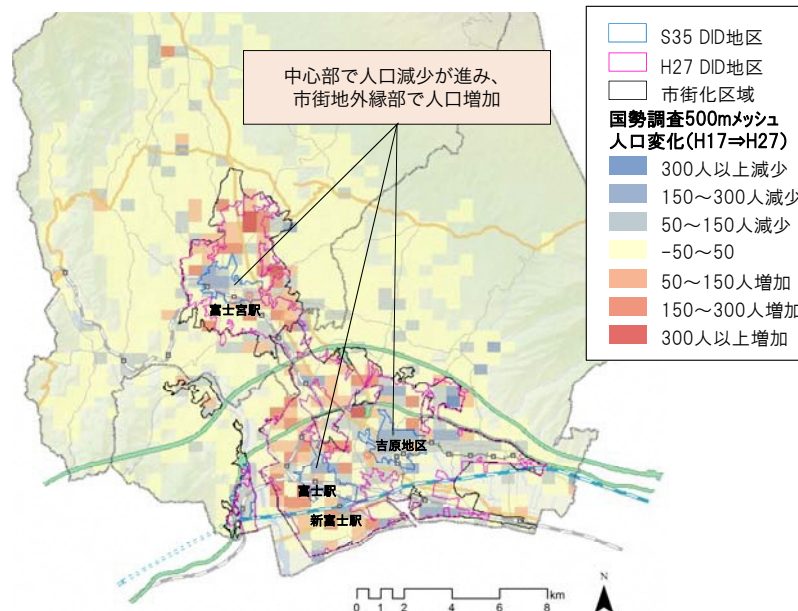 中心部で人口減少が進み、
市街地外縁部で人口増加
S35 DID地区
H27 DID地区
市街化区域
国勢調査500mメッシュ
人口変化(H17⇒H27)
300人以上減少
150～300人減少
50～150人減少
-50～50
50～150人増加
150～300人増加
300人以上増加
富士宮駅
吉原地区
富士駅
新富士駅
0 1 2 4 6 8 km
N